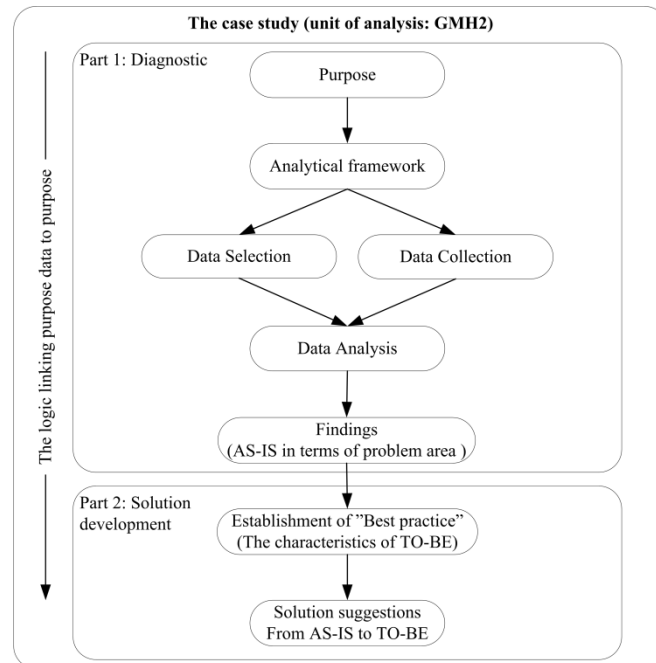 The case study (unit of analysis: GMH2)
Part 1: Diagnostic
Purpose
Analytical framework
Data Selection
Data Collection
Data Analysis
Findings
(AS-IS in terms of problem area )
The logic linking purpose data to purpose
Part 2: Solution
development
Establishment of ”Best practice”
(The characteristics of TO-BE)
Solution suggestions
From AS-IS to TO-BE